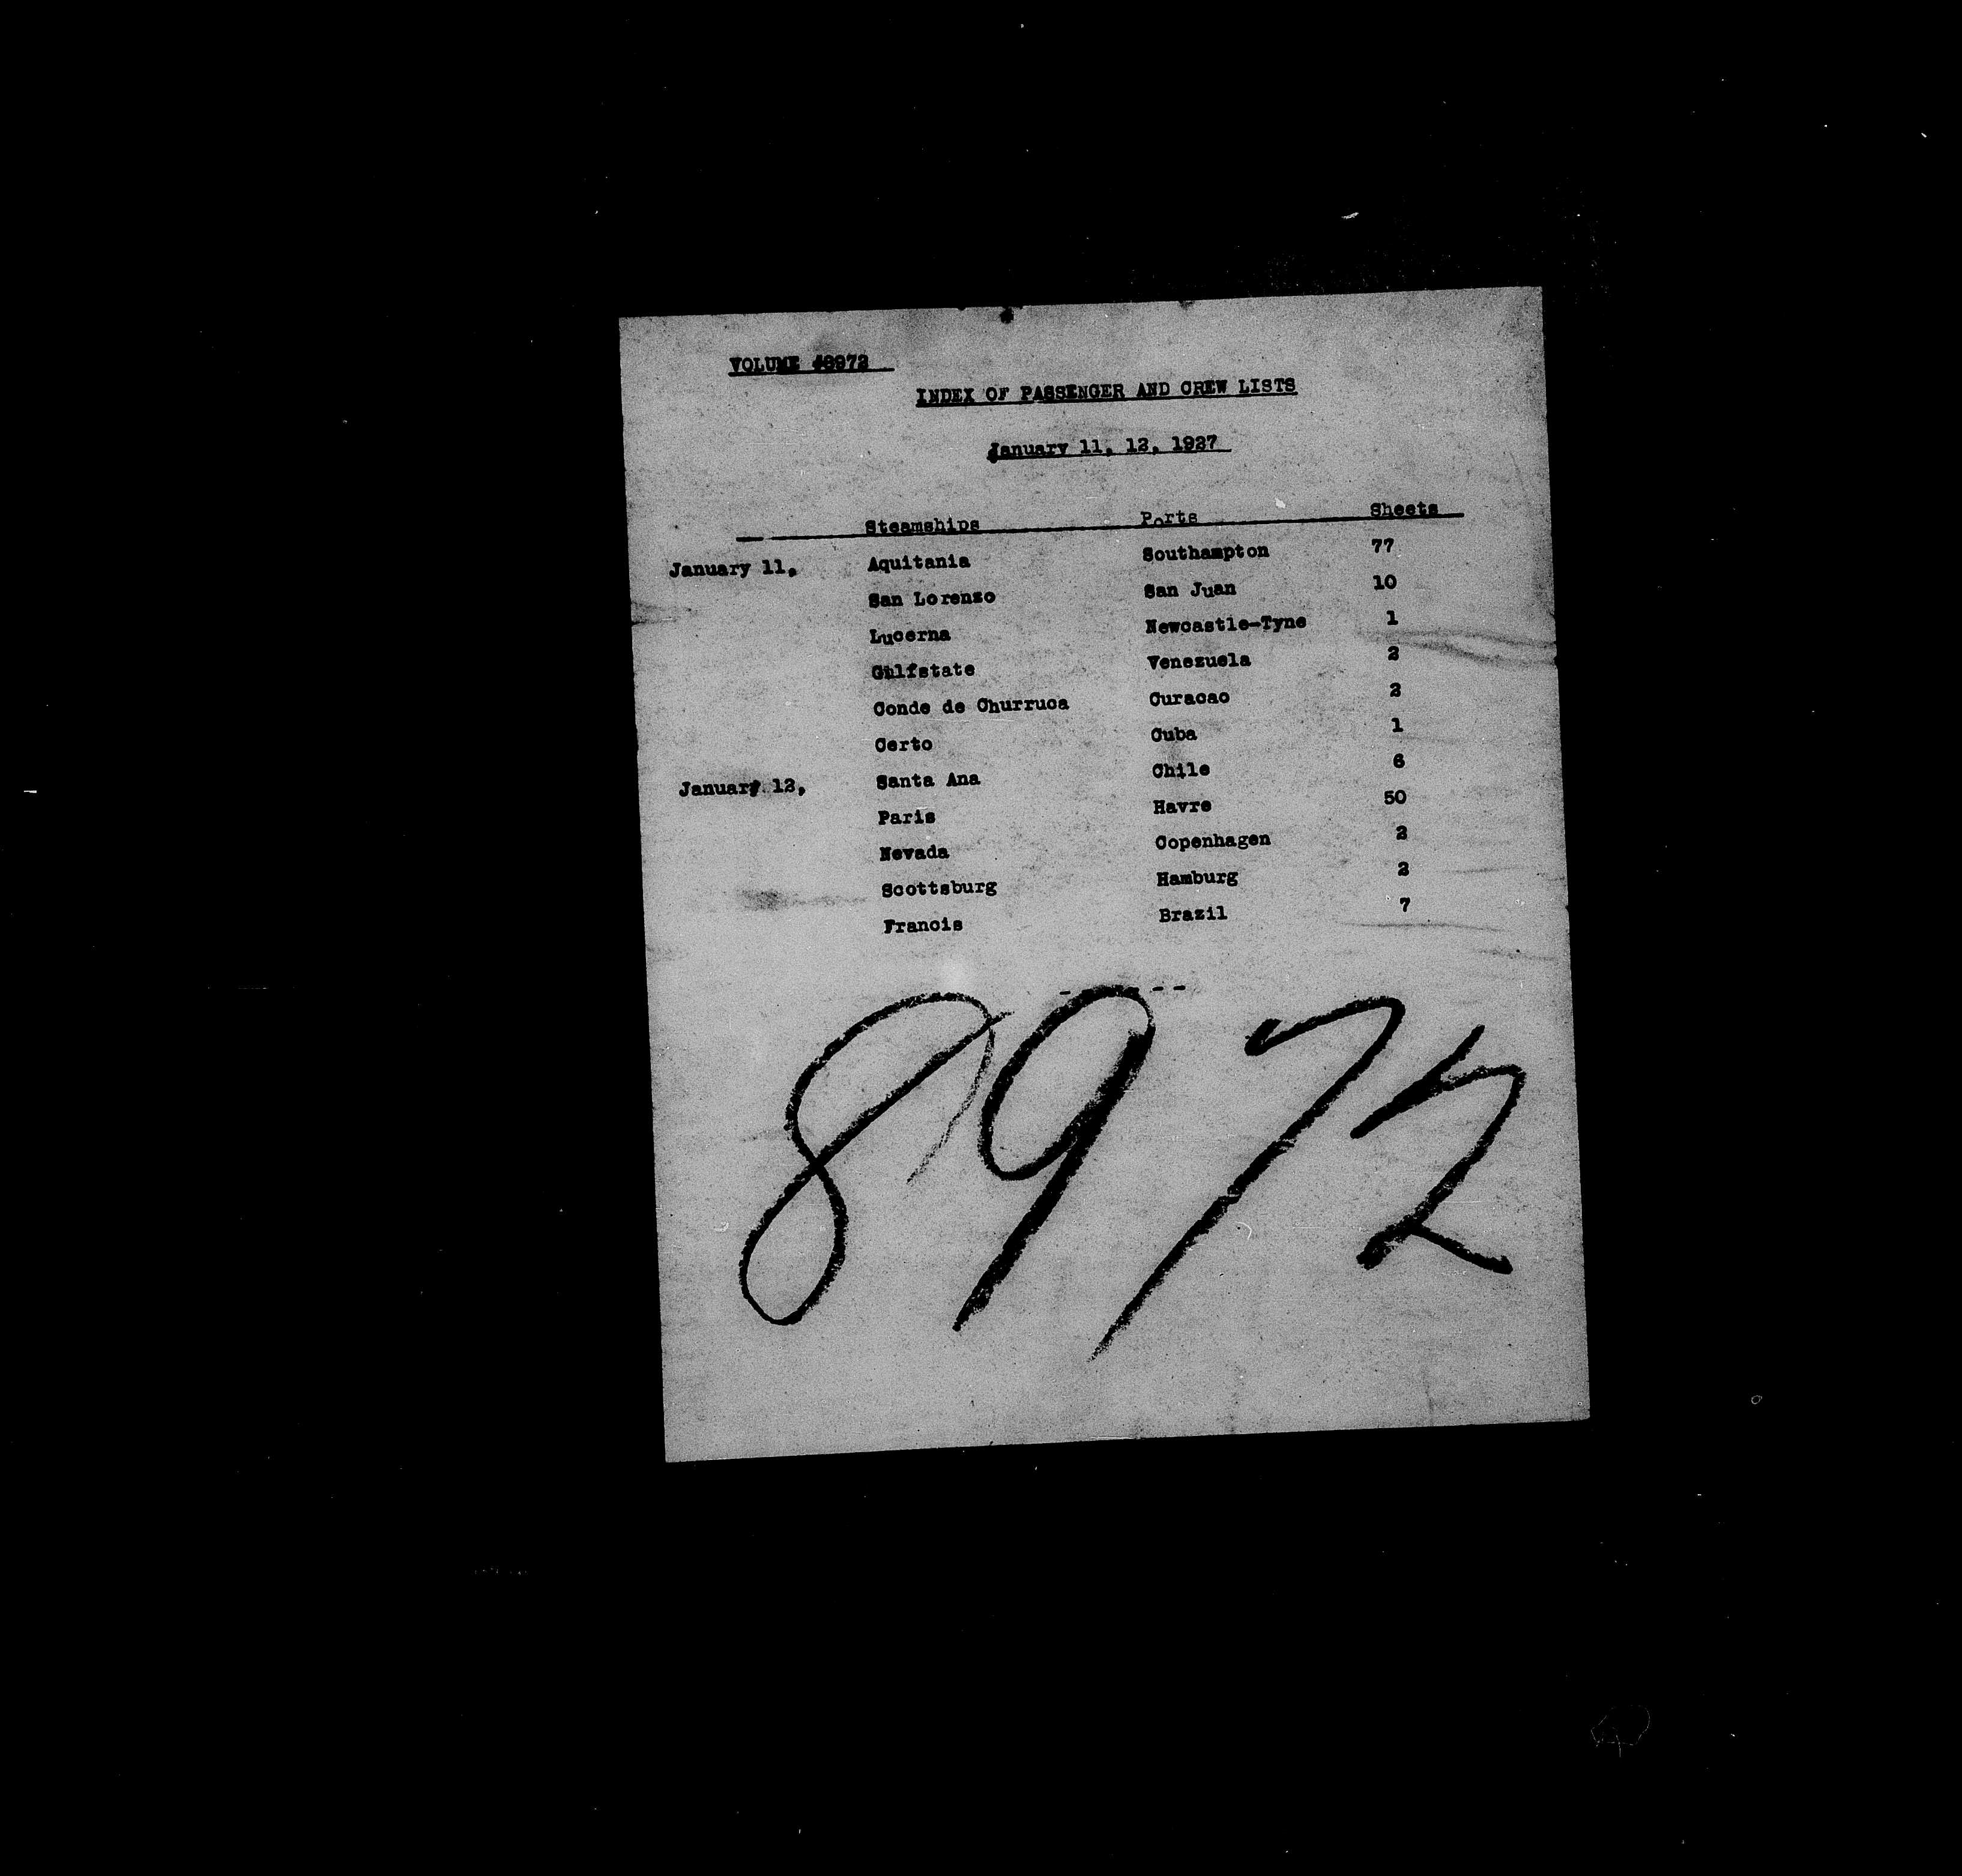 VOLUME #8972
INDEX OF PASSENGER AND CREW LISTS
January 11, 12, 1927
Steamships Ports Sheets
January 11, Aquitania Southampton 77
San Lorenzo San Juan 10
Lucerna Newcastle-Tyne 1
Gulfstate Venezuela 2
Conde de Churruca Curacao 2
Certo Cuba 1
January 12, Santa Ana Chile 6
Paris Havre 50
Nevada Copenhagen 2
Scottsburg Hamburg 2
Francis Brazil 7
8972